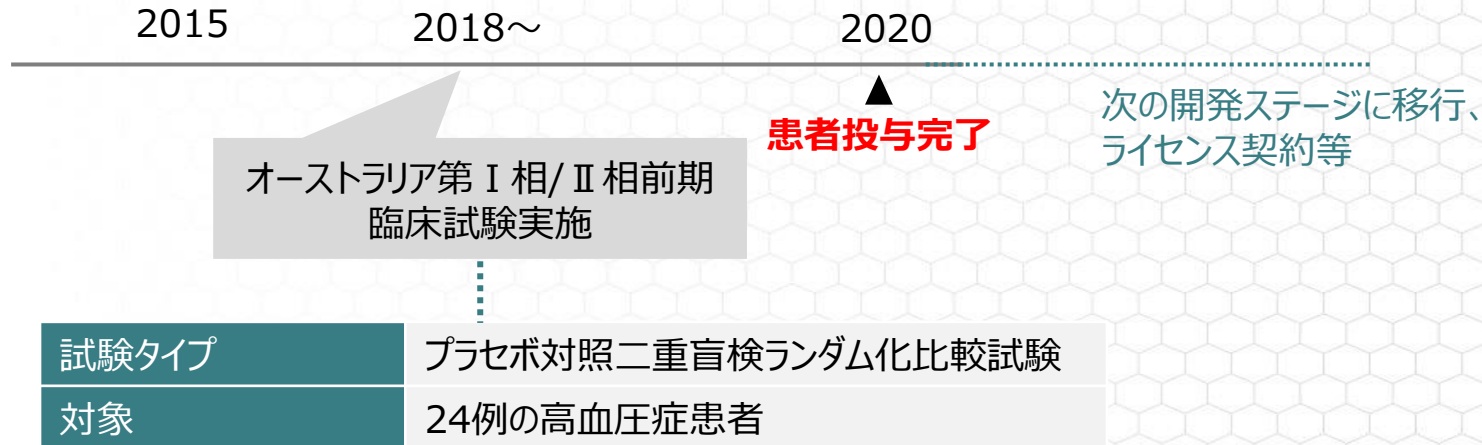 2015
2018～
2020
▲
患者投与完了
次の開発ステージに移行、
ライセンス契約等
オーストラリア第Ⅰ相/Ⅱ相前期
臨床試験実施
試験タイプ
プラセボ対照二重盲検ランダム化比較試験
対象
24例の高血圧症患者